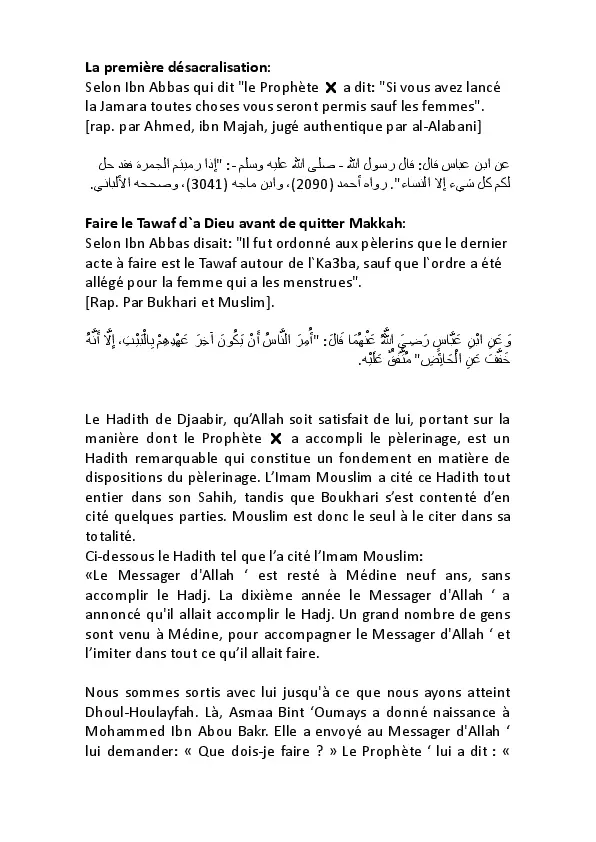 La première désacralisation:
Selon Ibn Abbas qui dit "le Prophète ✗ a dit: "Si vous avez lancé
la Jamara toutes choses vous seront permis sauf les femmes".
[rap. par Ahmed, ibn Majah, jugé authentique par al-Alabani]
عن ابن عباس قال: قال رسول الله - صلى الله عليه وسلم -: "إذا رميتم الجمرة فقد حل
لكم كل شيء إلا النساء". رواه أحمد (2090)، وابن ماجه (3041)، وصححه الألباني.
Faire le Tawaf d`a Dieu avant de quitter Makkah:
Selon Ibn Abbas disait: "Il fut ordonné aux pèlerins que le dernier
acte à faire est le Tawaf autour de l`Ka3ba, sauf que l`ordre a été
allégé pour la femme qui a les menstrues".
[Rap. Par Bukhari et Muslim].
وَعَنِ ابْنِ عَبَّاسٍ رَضِيَ اللَّهُ عَنْهُمَا قَالَ: "أُمِرَ النَّاسُ أَنْ يَكُونَ آخِرَ عَهْدِهِمْ بِالْبَيْتِ، إِلَّا أَنَّهُ
خَفَّفَ عَنِ الْحَائِضِ" مُتَّفَقٌ عَلَيْهِ.
Le Hadith de Djaabir, qu’Allah soit satisfait de lui, portant sur la
manière dont le Prophète ✗ a accompli le pèlerinage, est un
Hadith remarquable qui constitue un fondement en matière de
dispositions du pèlerinage. L’Imam Mouslim a cité ce Hadith tout
entier dans son Sahih, tandis que Boukhari s’est contenté d’en
cité quelques parties. Mouslim est donc le seul à le citer dans sa
totalité.
Ci-dessous le Hadith tel que l’a cité l’Imam Mouslim:
«Le Messager d'Allah ‘ est resté à Médine neuf ans, sans
accomplir le Hadj. La dixième année le Messager d'Allah ‘ a
annoncé qu'il allait accomplir le Hadj. Un grand nombre de gens
sont venu à Médine, pour accompagner le Messager d'Allah ‘ et
l’imiter dans tout ce qu’il allait faire.
Nous sommes sortis avec lui jusqu'à ce que nous ayons atteint
Dhoul-Houlayfah. Là, Asmaa Bint ‘Oumays a donné naissance à
Mohammed Ibn Abou Bakr. Elle a envoyé au Messager d'Allah ‘
lui demander: « Que dois-je faire ? » Le Prophète ‘ lui a dit : «